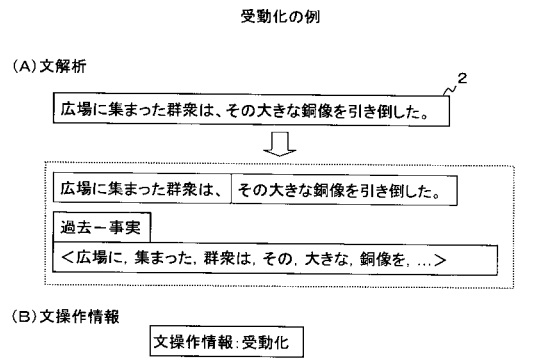 受動化の例
(A)文解析
2
広場に集まった群衆は、その大きな銅像を引き倒した。
広場に集まった群衆は、 その大きな銅像を引き倒した。
過去ー事実
＜広場に, 集まった, 群衆は, その, 大きな, 銅像を, ...＞
(B)文操作情報
文操作情報:受動化